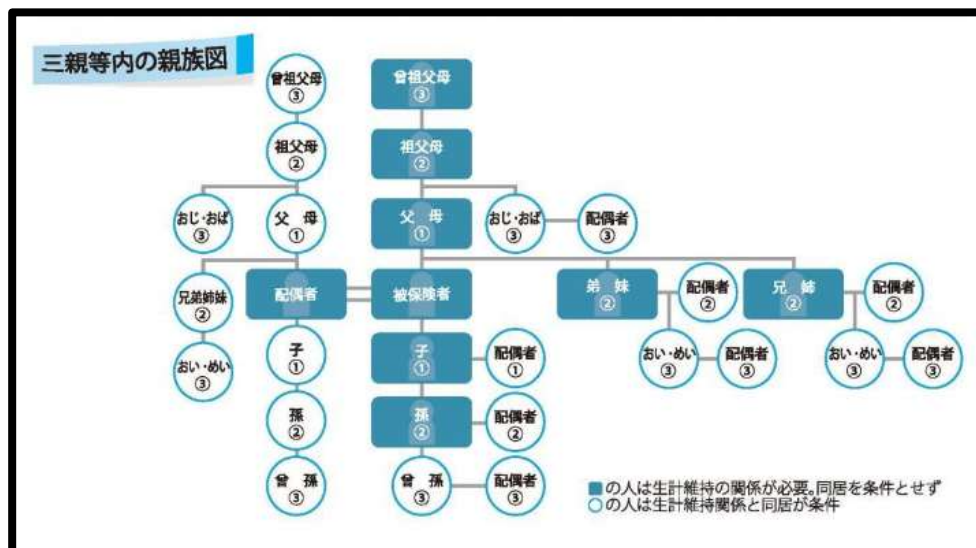 三親等内の親族図
曾祖父母
③
曾祖父母
③
祖父母
②
祖父母
②
おじ・おば
③
父 母
①
父 母
①
おじ・おば
③
配偶者
③
兄弟姉妹
②
配偶者
被保険者
弟 妹
②
配偶者
②
兄 姉
②
配偶者
②
おい・めい
③
子
①
子
①
配偶者
①
おい・めい
③
配偶者
③
おい・めい
③
配偶者
③
孫
②
孫
②
配偶者
②
曾 孫
③
曾 孫
③
配偶者
③
■の人は生計維持の関係が必要。同居を条件とせず
○の人は生計維持関係と同居が条件